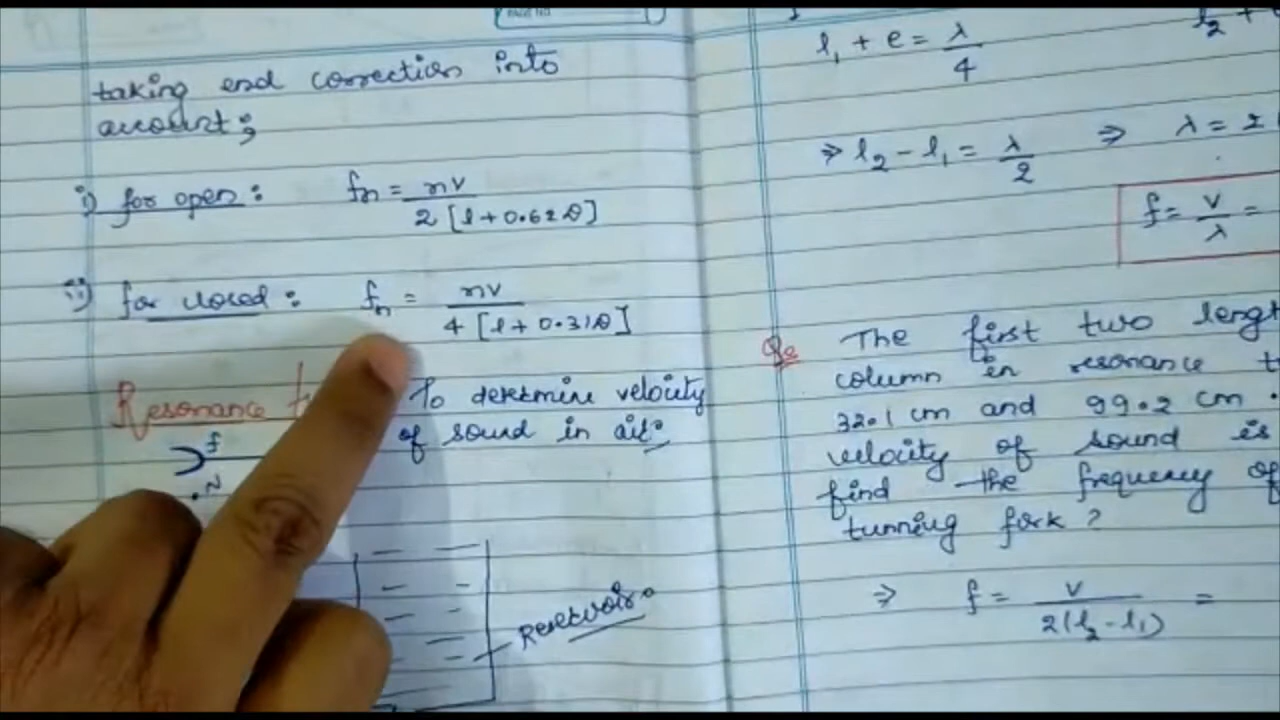 PAGE NO.
taking end correction into
account;
i) for open: fn = nv / 2 [l + 0.62D]
ii) for closed: fn = nv / 4 [l + 0.31D]
Resonance To determine velocity
of sound in air:
f
N
Reservoir
l₁ + e = λ / 4
⇒ l₂ - l₁ = λ / 2 ⇒ λ = 2
f = v / λ =
Q. The first two
column in resonance
32.1 cm and 99.2 cm.
velocity of sound is
find the frequency of
tunning fork ?
⇒ f = v / 2(l₂ - l₁) =